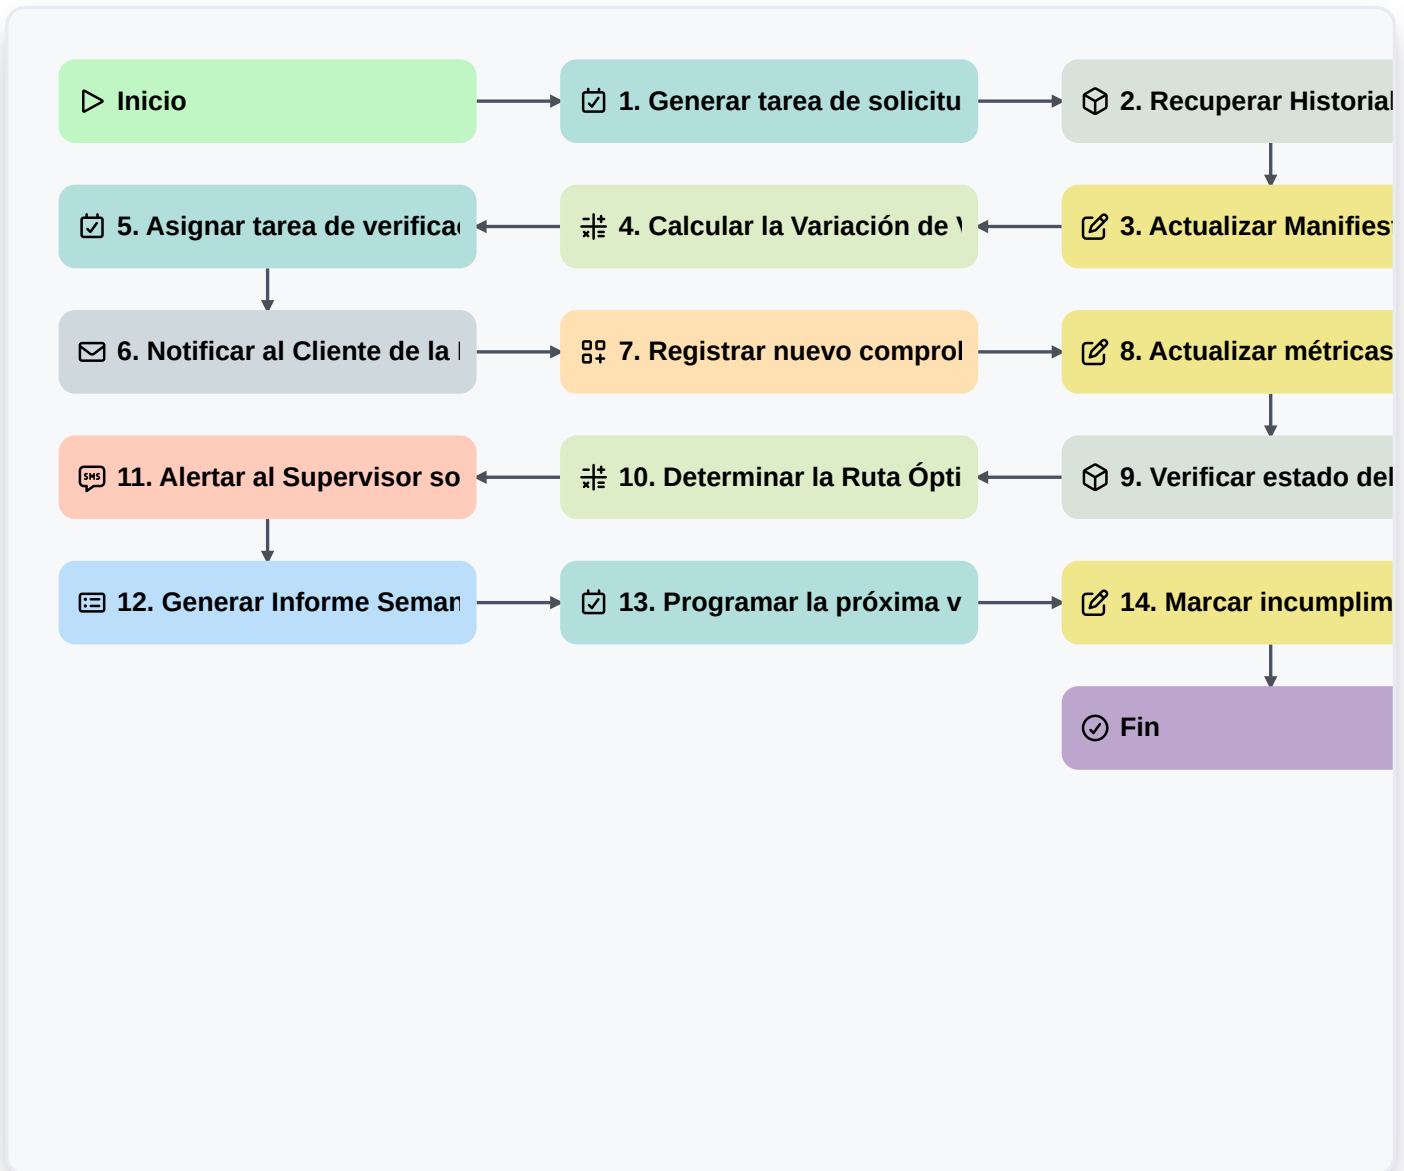 Inicio
1. Generar tarea de solicitu
2. Recuperar Historial
5. Asignar tarea de verificac
4. Calcular la Variación de
3. Actualizar Manifies
6. Notificar al Cliente de la
7. Registrar nuevo comprol
8. Actualizar métricas
11. Alertar al Supervisor so
SMS
10. Determinar la Ruta Ópti
9. Verificar estado del
12. Generar Informe Seman
13. Programar la próxima v
14. Marcar incumplim
Fin